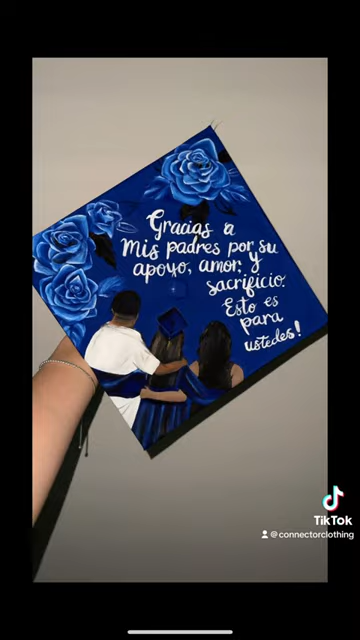 Gracias a
Mis padres por su
apoyo, amor, y
sacrificio.
Esto es
para
ustedes!
TikTok
@connectorclothing